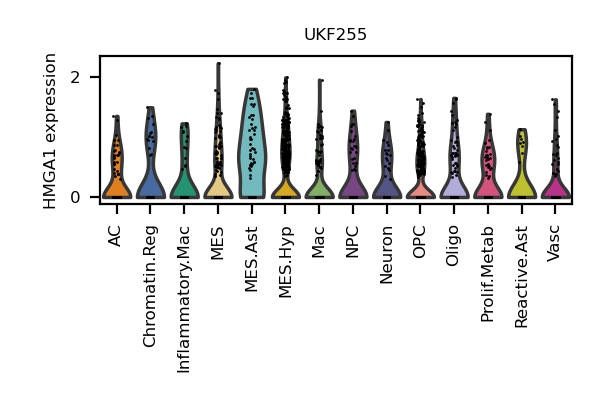 UKF255
HMGA1 expression
2
0
AC
Chromatin.Reg
Inflammatory.Mac
MES
MES.Ast
MES.Hyp
Mac
NPC
Neuron
OPC
Oligo
Prolif.Metab
Reactive.Ast
Vasc